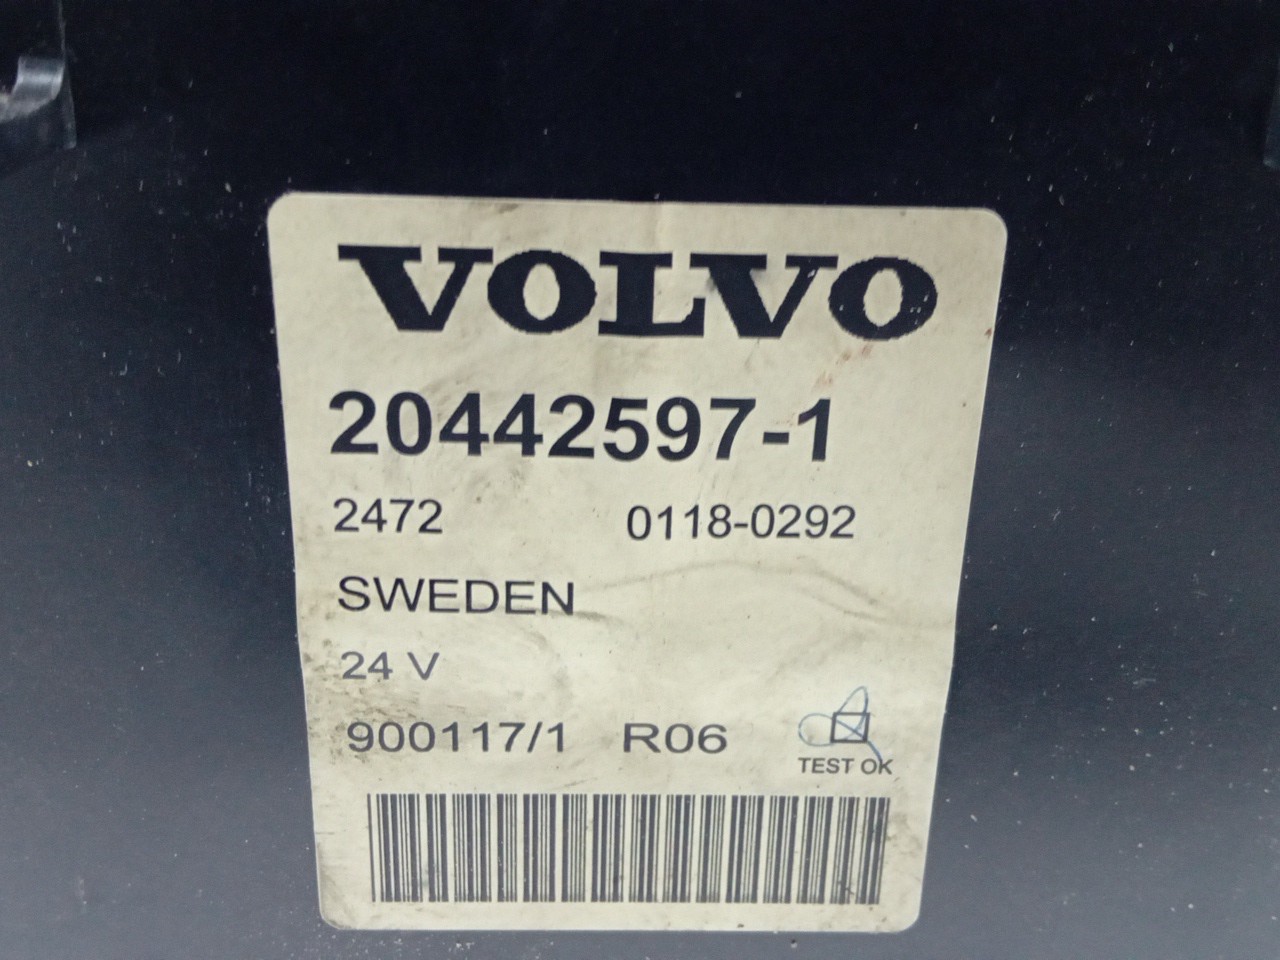 VOLVO
20442597-1
2472 0118-0292
SWEDEN
24 V
900117/1 R06
TEST OK